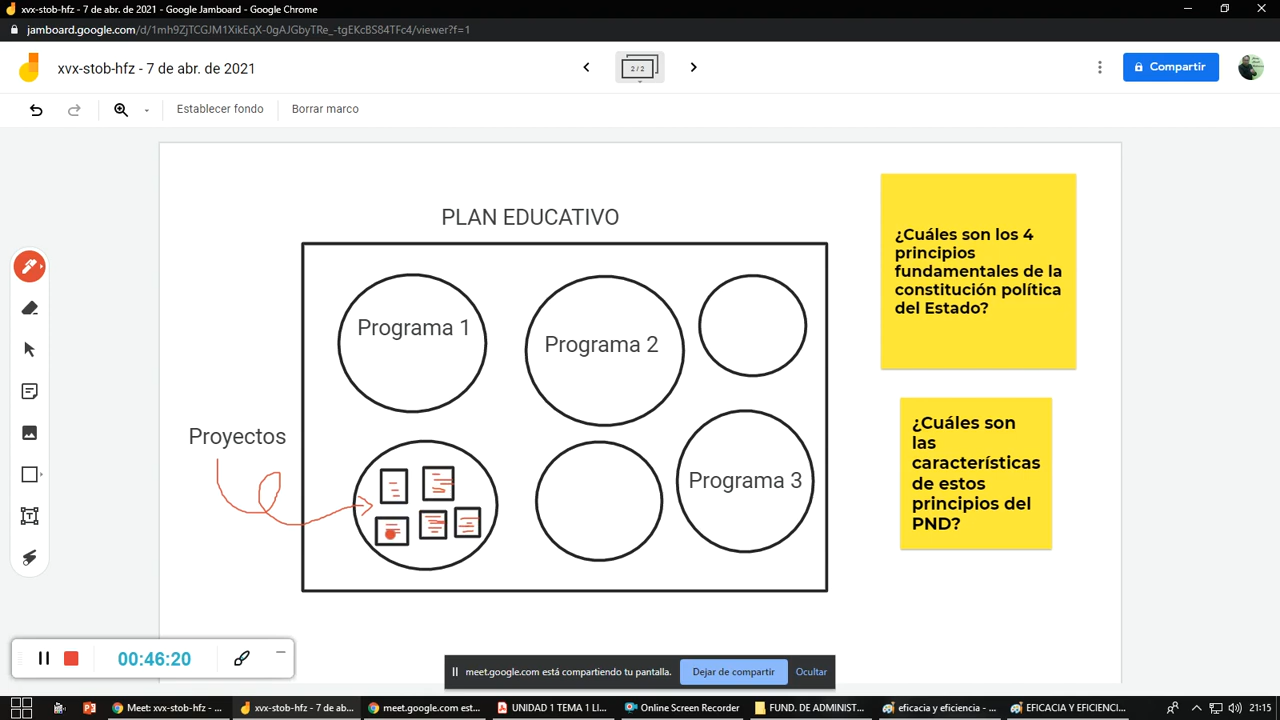 xvx-stob-hfz - 7 de abr. de 2021 - Google Jamboard - Google Chrome
jamboard.google.com/d/1mh9ZjTCGJM1XikEqX-0gAJGbyTRe_-tgEKcBS84TFc4/viewer?f=1
xvx-stob-hfz - 7 de abr. de 2021
2 / 2
Compartir
Establecer fondo
Borrar marco
PLAN EDUCATIVO
Programa 1
Programa 2
Programa 3
Proyectos
¿Cuáles son los 4
principios
fundamentales de la
constitución política
del Estado?
¿Cuáles son
las
características
de estos
principios del
PND?
00:46:20
meet.google.com está compartiendo tu pantalla.
Dejar de compartir
Ocultar
Meet: xvx-stob-hfz - ...
xvx-stob-hfz - 7 de ab...
meet.google.com est...
UNIDAD 1 TEMA 1 LI...
Online Screen Recorder
FUND. DE ADMINIST...
eficacia y eficiencia - ...
EFICACIA Y EFICIENCI...
21:15